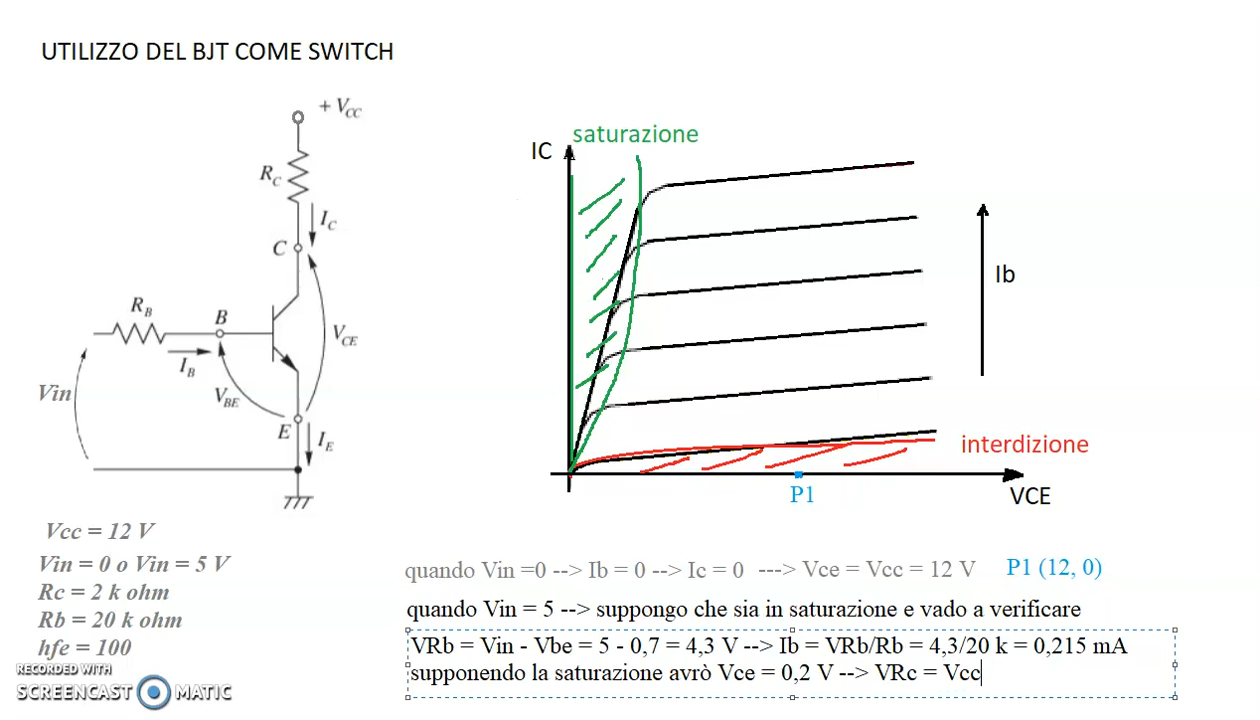 UTILIZZO DEL BJT COME SWITCH
+ VCC
RC
IC
C
RB
B
IB
VCE
Vin
VBE
E
IE
saturazione
IC
Ib
interdizione
P1
VCE
Vcc = 12 V
Vin = 0 o Vin = 5 V
Rc = 2 k ohm
Rb = 20 k ohm
hfe = 100
quando Vin =0 --> Ib = 0 --> Ic = 0 ---> Vce = Vcc = 12 V P1 (12, 0)
quando Vin = 5 --> suppongo che sia in saturazione e vado a verificare
VRb = Vin - Vbe = 5 - 0,7 = 4,3 V --> Ib = VRb/Rb = 4,3/20 k = 0,215 mA
supponendo la saturazione avrò Vce = 0,2 V --> VRc = Vcc
RECORDED WITH
SCREENCAST MATIC